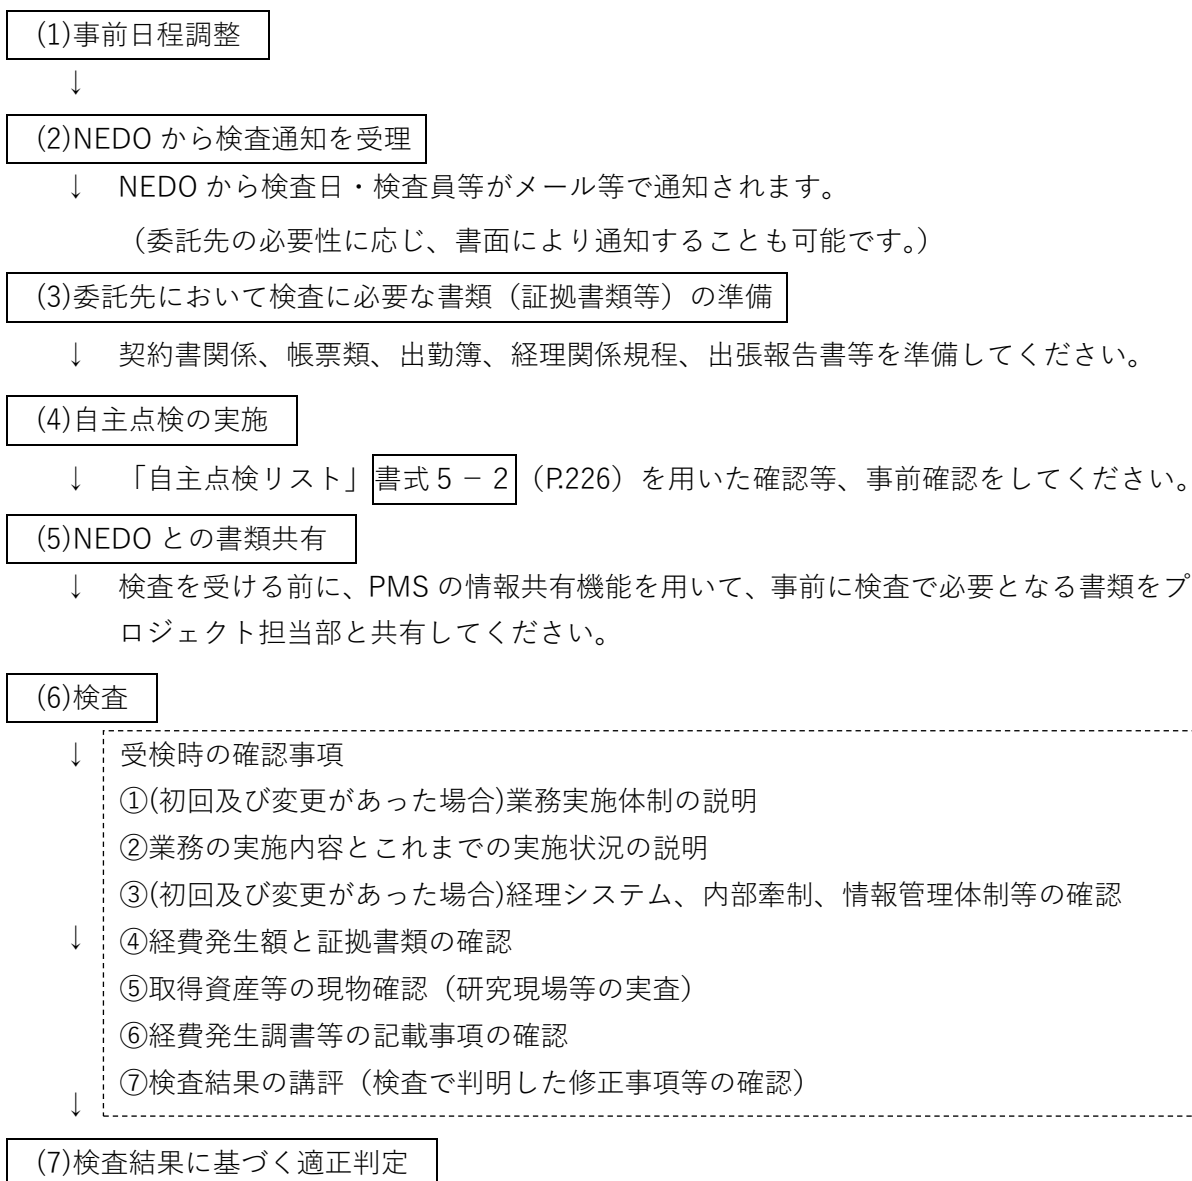 (1)事前日程調整
↓
(2)NEDO から検査通知を受理
↓ NEDO から検査日・検査員等がメール等で通知されます。
（委託先の必要性に応じ、書面により通知することも可能です。）
(3)委託先において検査に必要な書類（証拠書類等）の準備
↓ 契約書関係、帳票類、出勤簿、経理関係規程、出張報告書等を準備してください。
(4)自主点検の実施
↓ 「自主点検リスト」書式５－２（P.226）を用いた確認等、事前確認をしてください。
(5)NEDO との書類共有
↓ 検査を受ける前に、PMS の情報共有機能を用いて、事前に検査で必要となる書類をプ
ロジェクト担当部と共有してください。
(6)検査
↓ 受検時の確認事項
①(初回及び変更があった場合)業務実施体制の説明
②業務の実施内容とこれまでの実施状況の説明
③(初回及び変更があった場合)経理システム、内部牽制、情報管理体制等の確認
↓ ④経費発生額と証拠書類の確認
⑤取得資産等の現物確認（研究現場等の実査）
⑥経費発生調書等の記載事項の確認
⑦検査結果の講評（検査で判明した修正事項等の確認）
↓
(7)検査結果に基づく適正判定